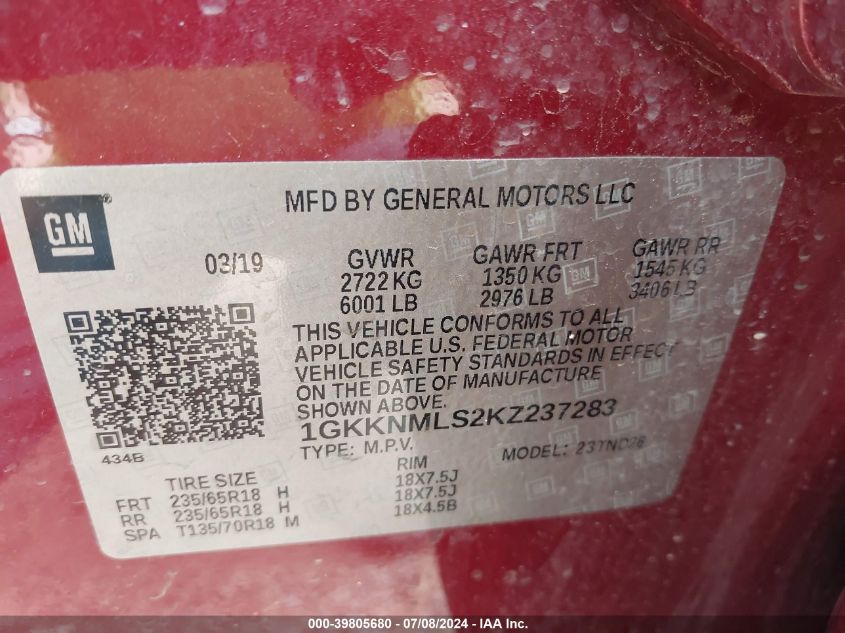 MFD BY GENERAL MOTORS LLC
GM
03/19
GVWR GAWR FRT GAWR RR
2722 KG 1350 KG 1545 KG
6001 LB 2976 LB 3406 LB
THIS VEHICLE CONFORMS TO ALL
APPLICABLE U.S. FEDERAL MOTOR
VEHICLE SAFETY STANDARDS IN EFFECT
ON THE DATE OF MANUFACTURE
SHOWN ABOVE.
1GKKNMLS2KZ237283
434B
TYPE: M.P.V. MODEL:
TIRE SIZE RIM
FRT 235/65R18 H 18X7.5J
RR 235/65R18 H 18X7.5J
SPA T135/70R18 M 18X4.5B
000-39805680 - 07/08/2024 - IAA Inc.